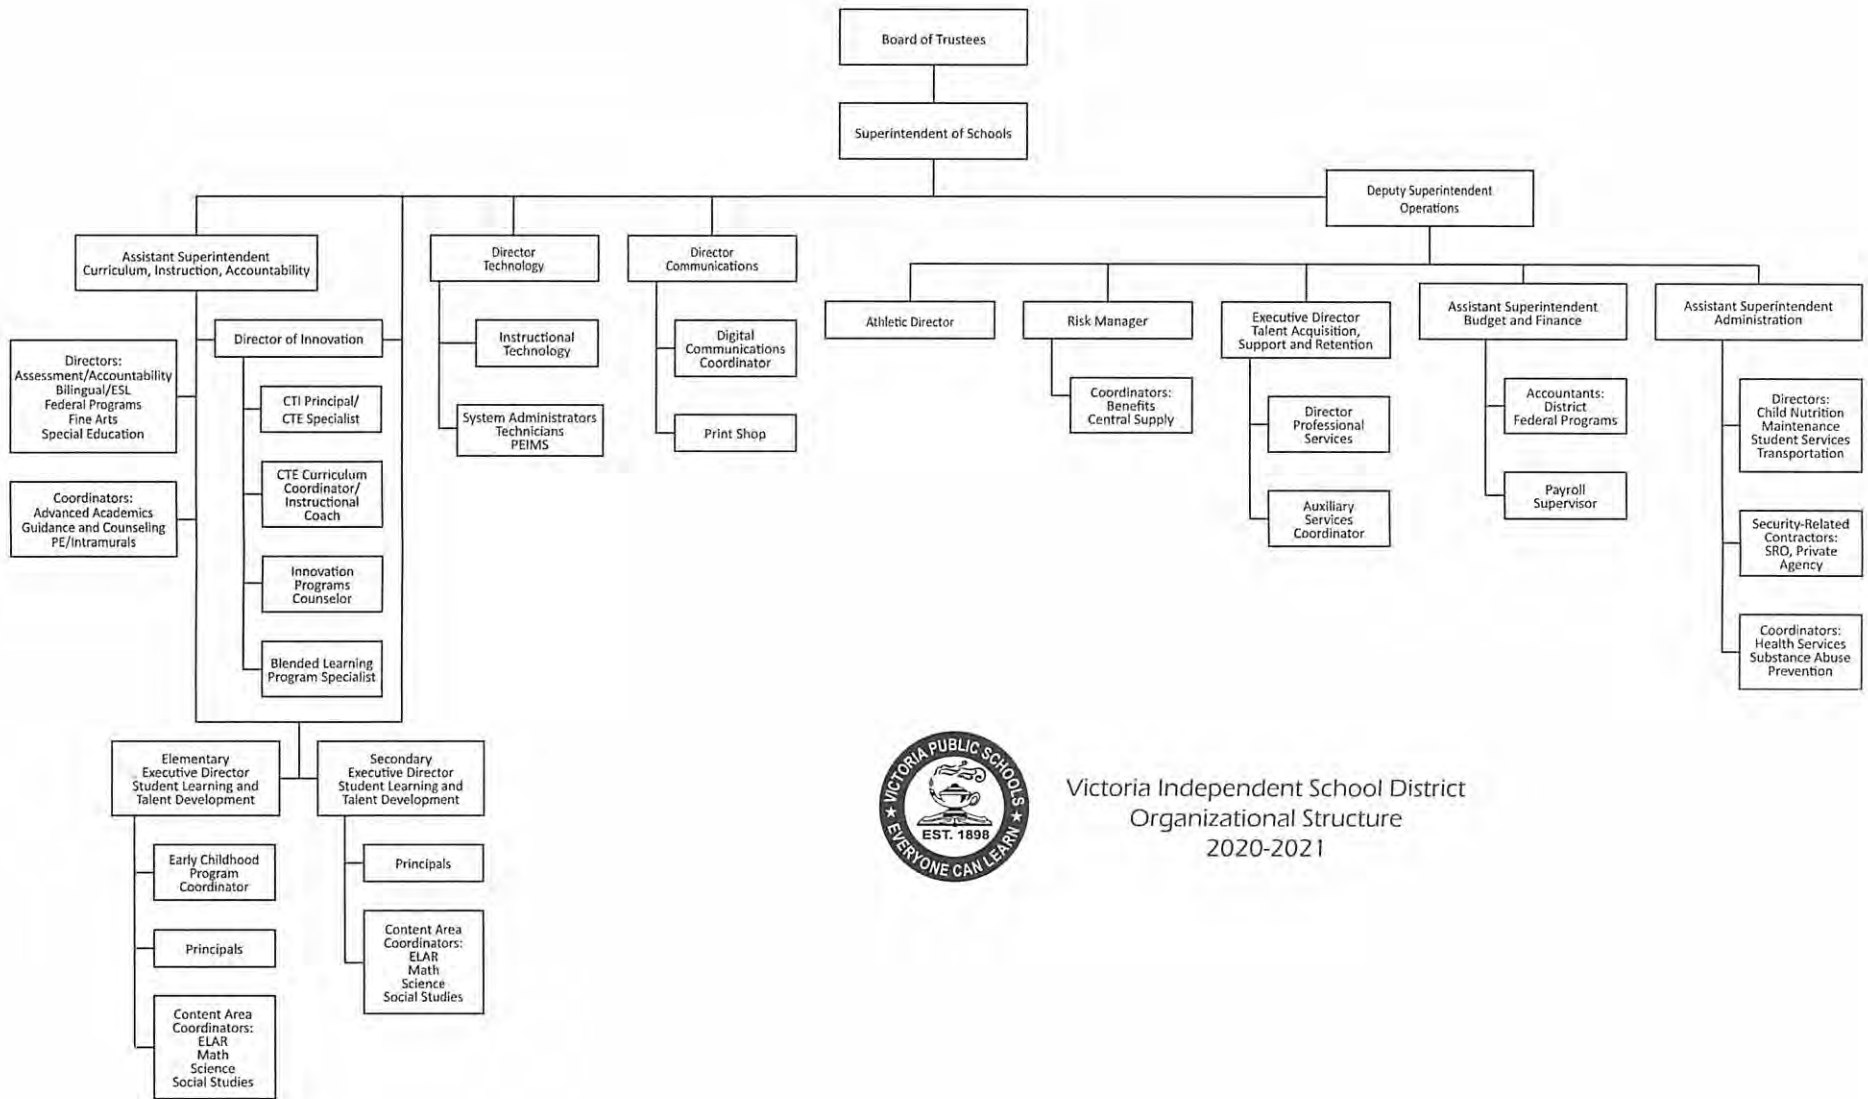 Board of Trustees
Superintendent of Schools
Deputy Superintendent
Operations
Assistant Superintendent
Curriculum, Instruction, Accountability
Director
Technology
Director
Communications
Directors:
Assessment/Accountability
Bilingual/ESL
Federal Programs
Fine Arts
Special Education
Coordinators:
Advanced Academics
Guidance and Counseling
PE/Intramurals
Director of Innovation
CTI Principal/
CTE Specialist
CTE Curriculum
Coordinator/
Instructional
Coach
Innovation
Programs
Counselor
Blended Learning
Program Specialist
Instructional
Technology
System Administrators
Technicians
PEIMS
Digital
Communications
Coordinator
Print Shop
Athletic Director
Risk Manager
Coordinators:
Benefits
Central Supply
Executive Director
Talent Acquisition,
Support and Retention
Director
Professional
Services
Auxiliary
Services
Coordinator
Assistant Superintendent
Budget and Finance
Accountants:
District
Federal Programs
Payroll
Supervisor
Assistant Superintendent
Administration
Directors:
Child Nutrition
Maintenance
Student Services
Transportation
Security-Related
Contractors:
SRO, Private
Agency
Coordinators:
Health Services
Substance Abuse
Prevention
Elementary
Executive Director
Student Learning and
Talent Development
Early Childhood
Program
Coordinator
Principals
Content Area
Coordinators:
ELAR
Math
Science
Social Studies
Secondary
Executive Director
Student Learning and
Talent Development
Principals
Content Area
Coordinators:
ELAR
Math
Science
Social Studies
VICTORIA PUBLIC SCHOOLS
EST. 1898
EVERYONE CAN LEARN
Victoria Independent School District
Organizational Structure
2020-2021